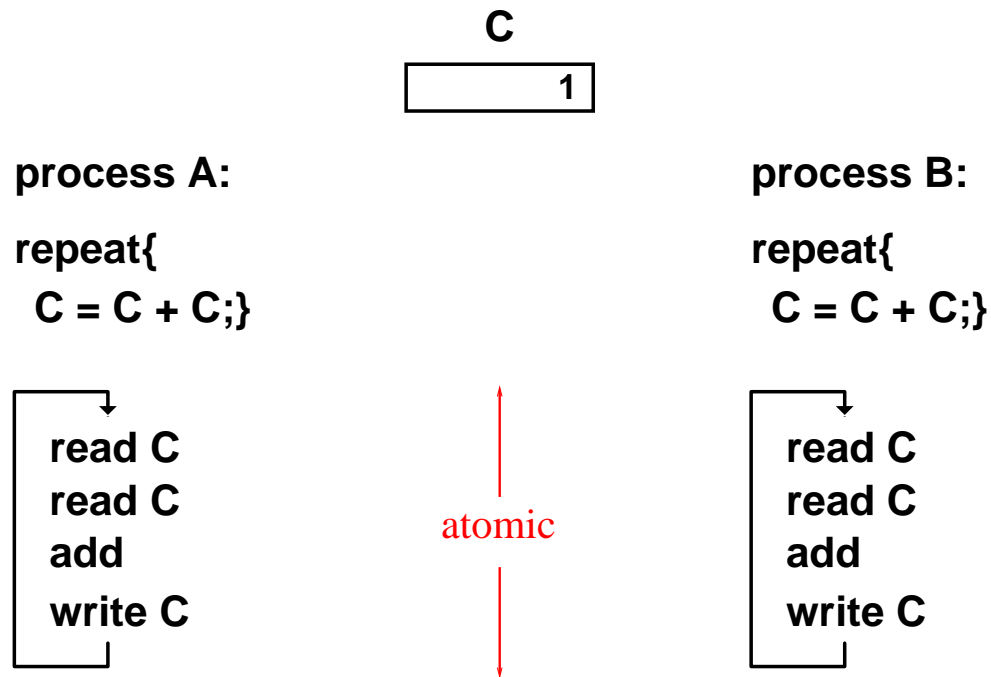 C
1
process A:
repeat{
C = C + C;}
read C
read C
add
write C
atomic
process B:
repeat{
C = C + C;}
read C
read C
add
write C